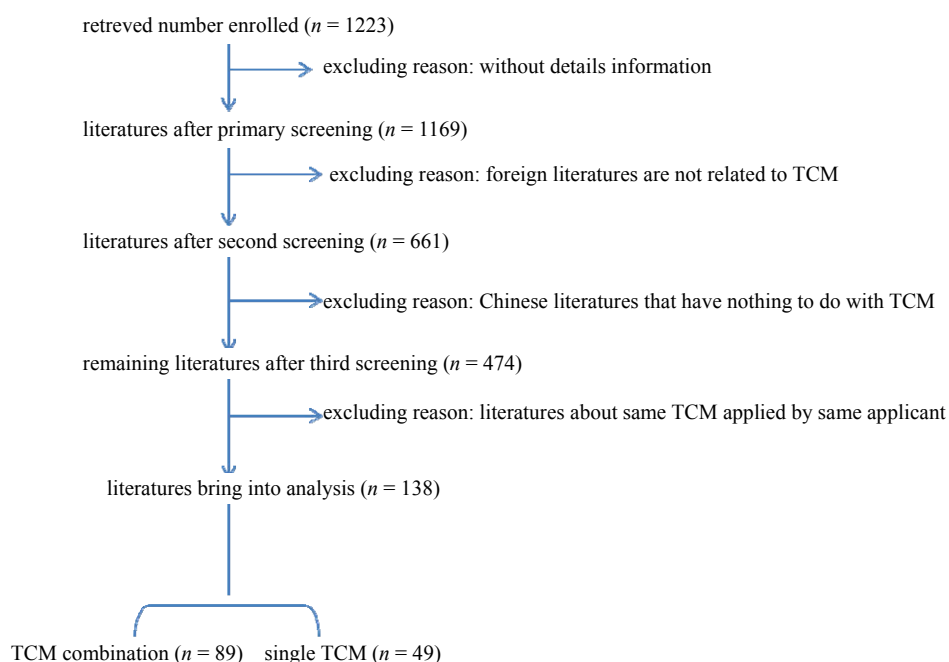 retreved number enrolled (n = 1223)
excluding reason: without details information
literatures after primary screening (n = 1169)
excluding reason: foreign literatures are not related to TCM
literatures after second screening (n = 661)
excluding reason: Chinese literatures that have nothing to do with TCM
remaining literatures after third screening (n = 474)
excluding reason: literatures about same TCM applied by same applicant
literatures bring into analysis (n = 138)
TCM combination (n = 89) single TCM (n = 49)